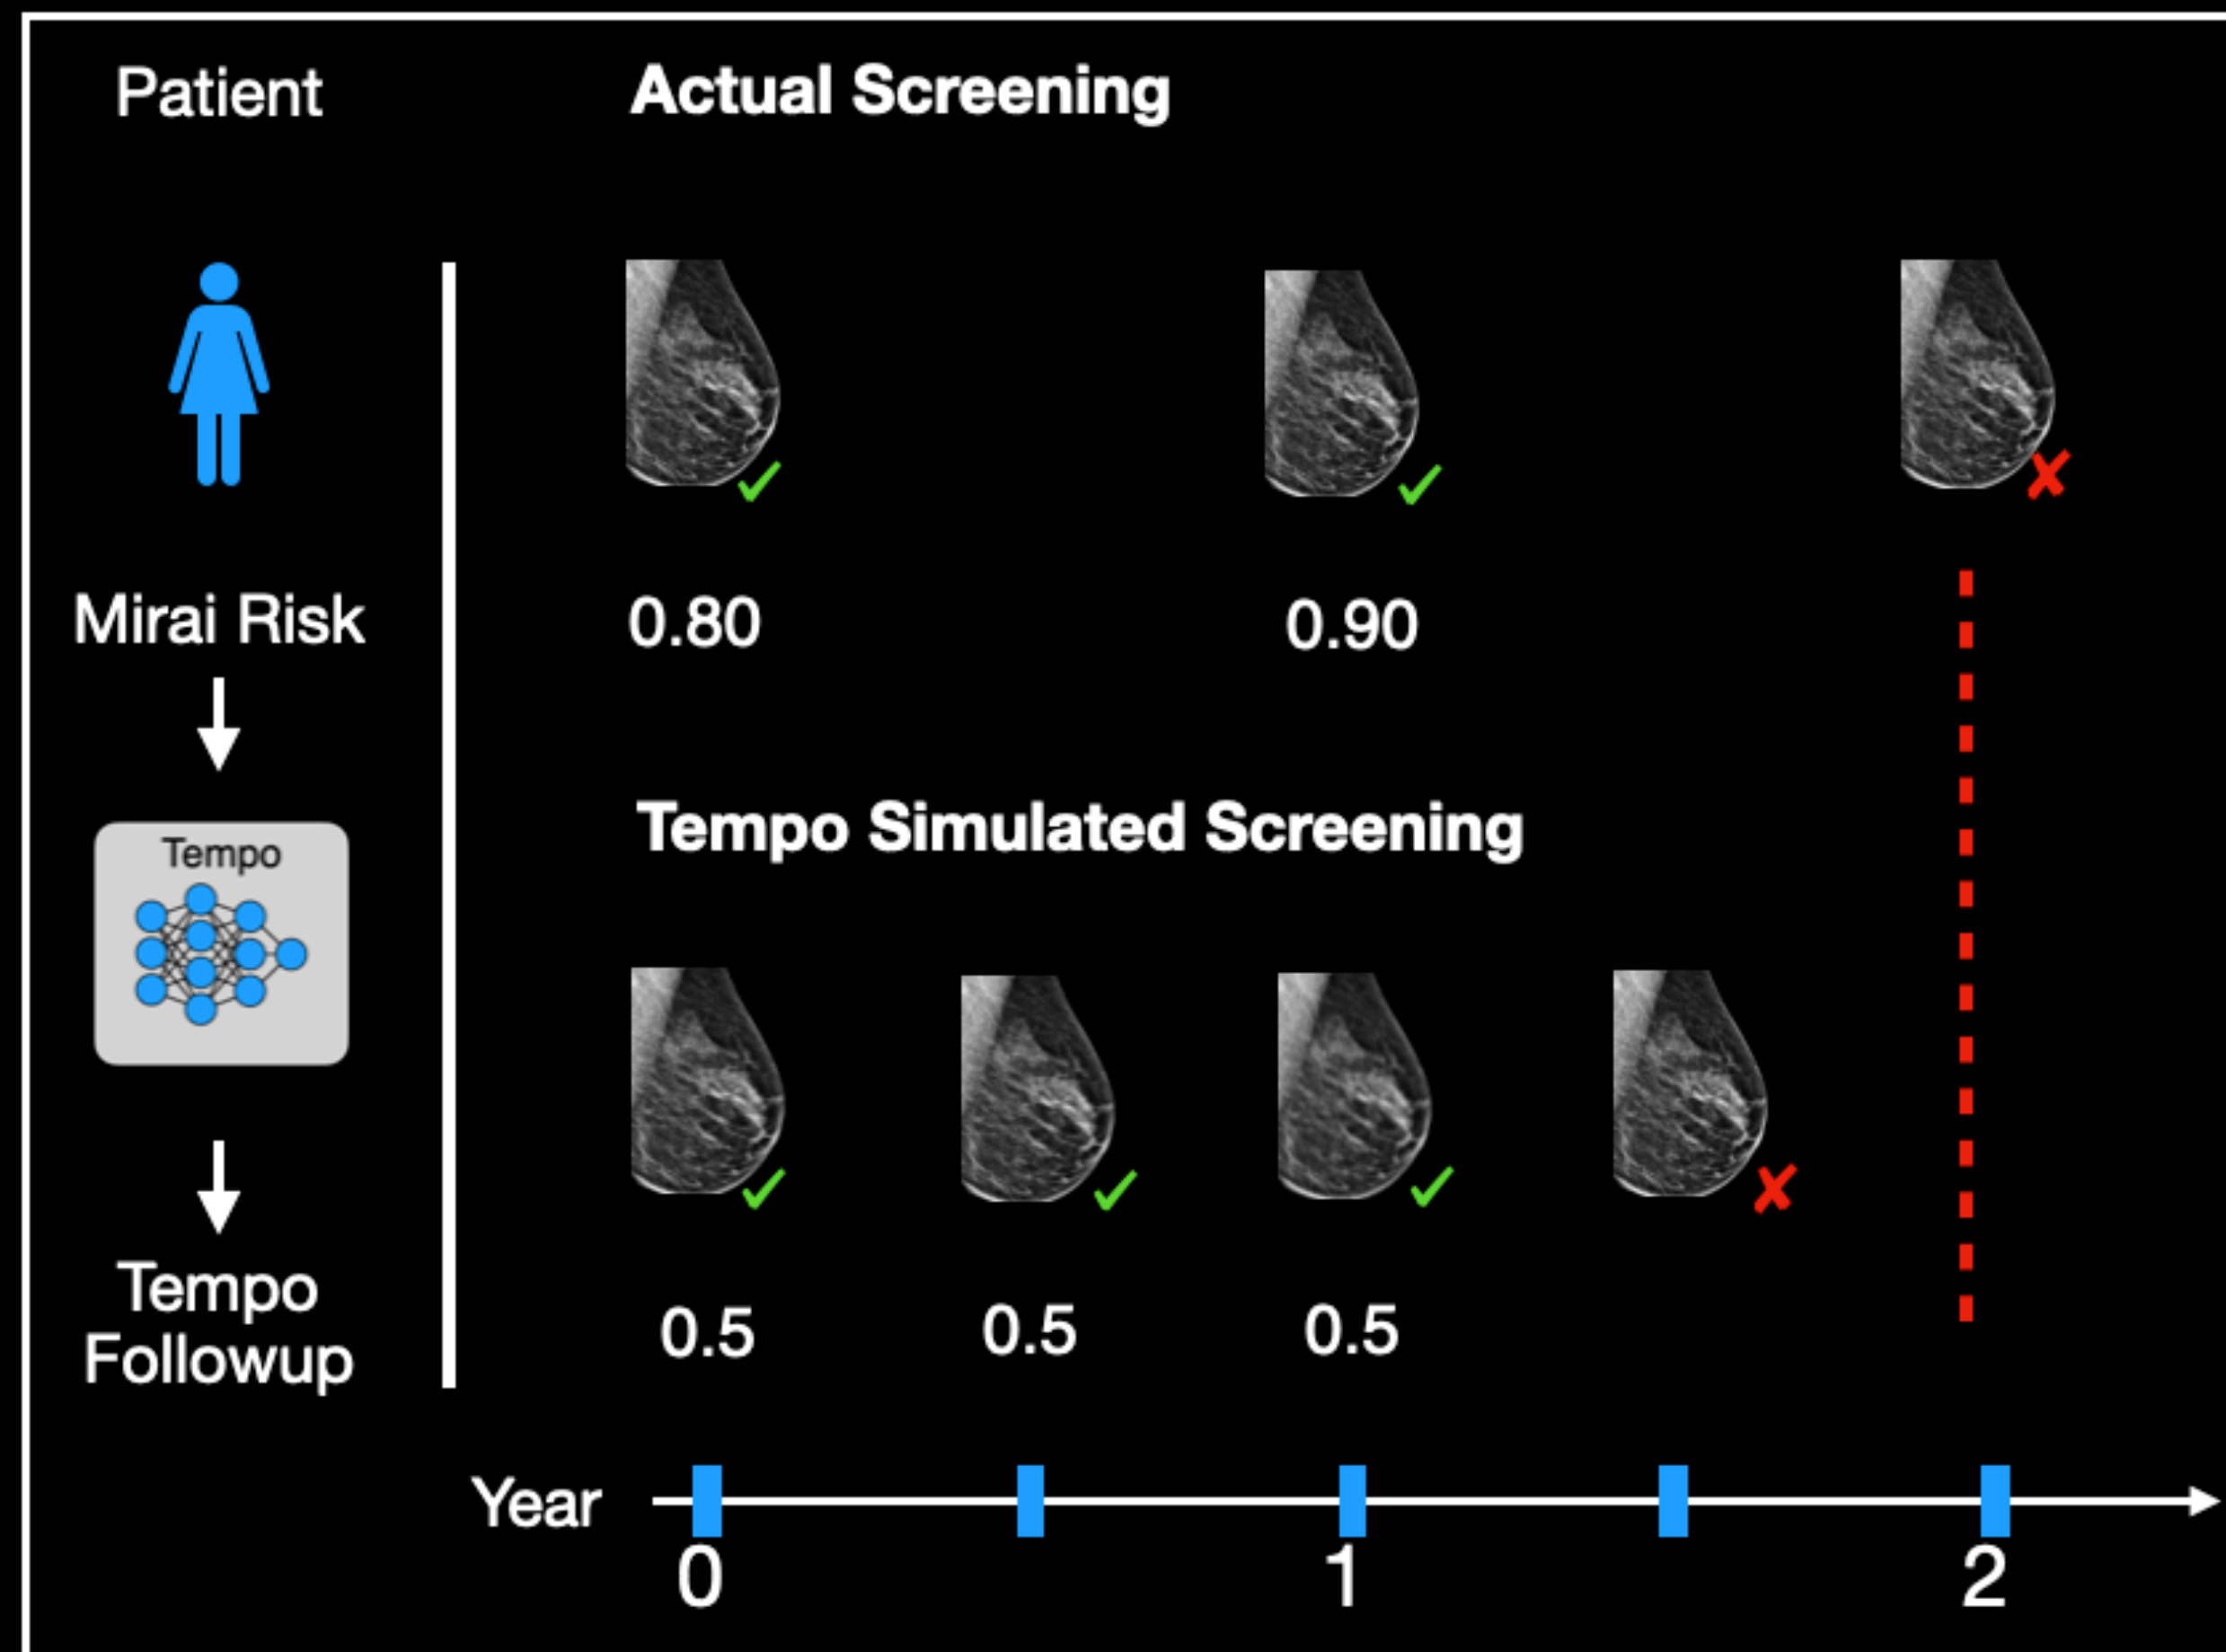 Patient
Actual Screening
Mirai Risk
0.80
0.90
Tempo Simulated Screening
Tempo
0.5
0.5
0.5
Tempo
Followup
Year
0
1
2